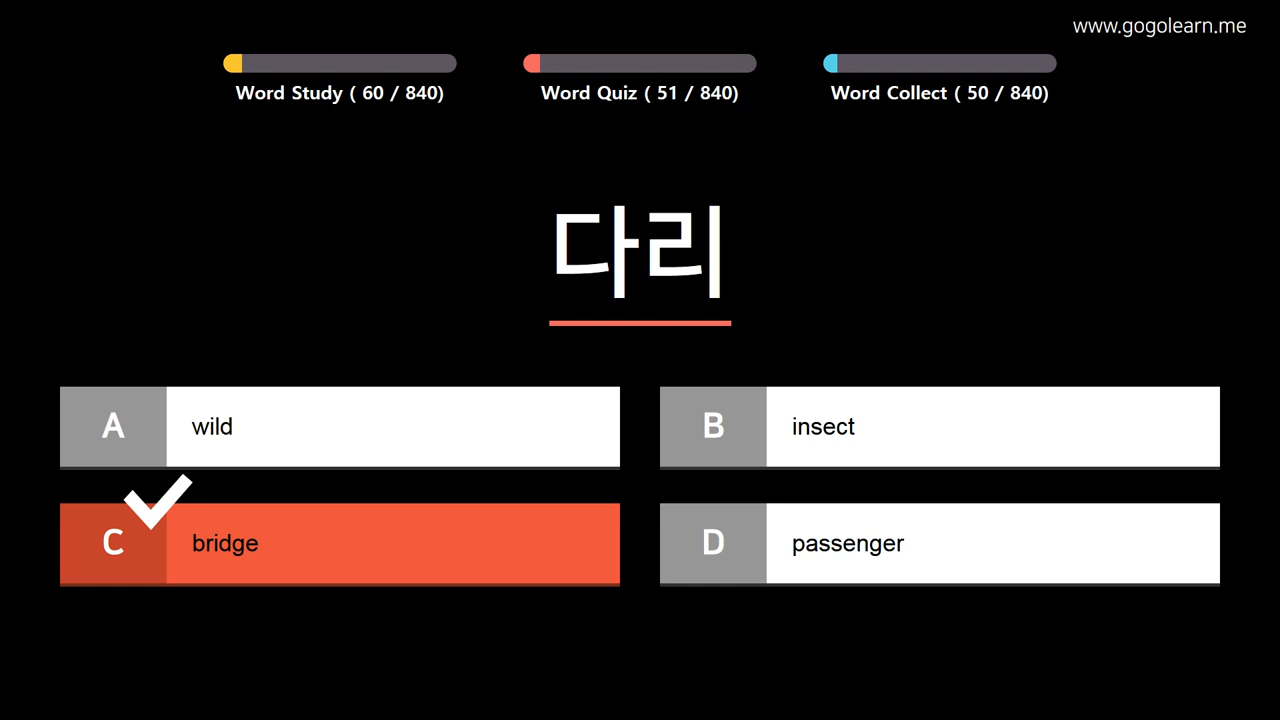 www.gogolearn.me
Word Study ( 60 / 840)
Word Quiz ( 51 / 840)
Word Collect ( 50 / 840)
다리
A wild
B insect
C bridge
D passenger